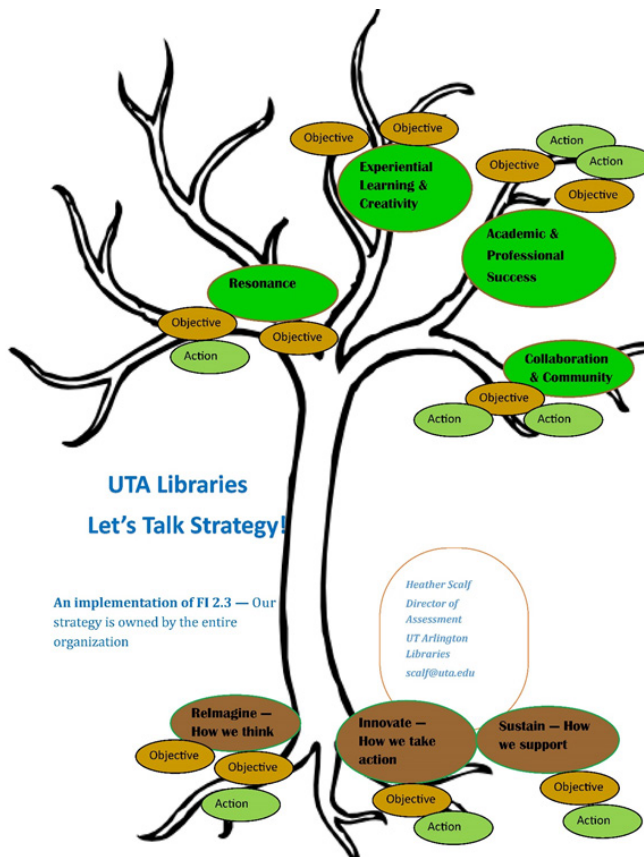 Objective
Objective
Experiential
Learning &
Creativity
Action
Action
Objective
Objective
Academic &
Professional
Success
Resonance
Objective
Objective
Action
Collaboration
& Community
Objective
Action
Action
UTA Libraries
Let's Talk Strategy!
An implementation of FI 2.3 — Our
strategy is owned by the entire
organization
Heather Scalf
Director of
Assessment
UT Arlington
Libraries
scalf@uta.edu
ReImagine —
How we think
Objective
Objective
Action
Innovate —
How we take
action
Objective
Action
Sustain — How
we support
Objective
Action